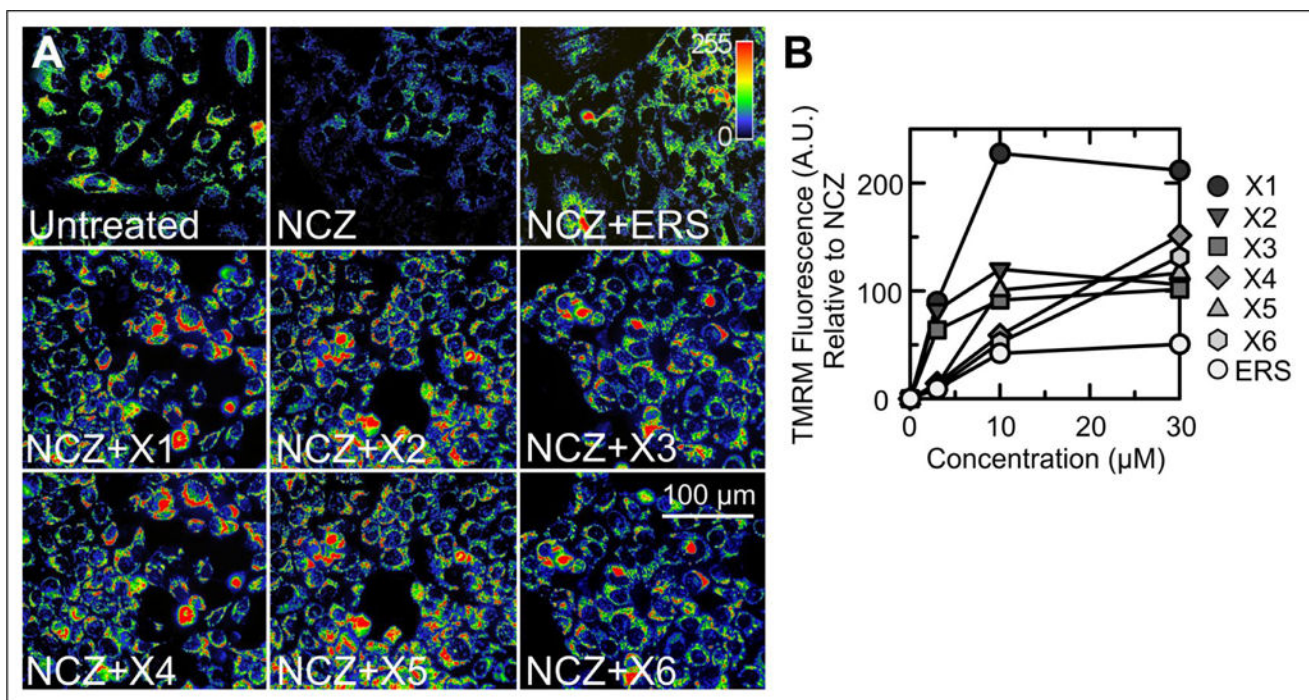 A
255
0
Untreated
NCZ
NCZ+ERS
NCZ+X1
NCZ+X2
NCZ+X3
100 µm
NCZ+X4
NCZ+X5
NCZ+X6
B
TMRM Fluorescence (A.U.)
Relative to NCZ
200
100
0
0
10
20
30
Concentration (µM)
X1
X2
X3
X4
X5
X6
ERS